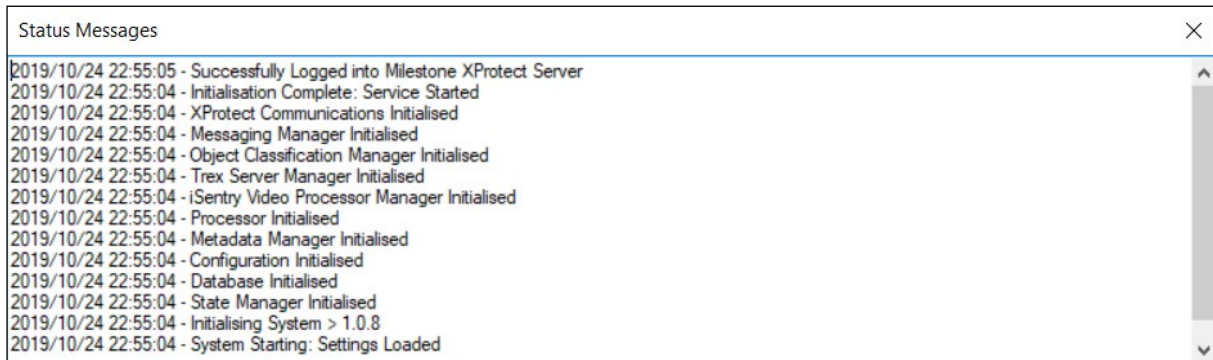 Status Messages
2019/10/24 22:55:05 - Successfully Logged into Milestone XProtect Server
2019/10/24 22:55:04 - Initialisation Complete: Service Started
2019/10/24 22:55:04 - XProtect Communications Initialised
2019/10/24 22:55:04 - Messaging Manager Initialised
2019/10/24 22:55:04 - Object Classification Manager Initialised
2019/10/24 22:55:04 - Trex Server Manager Initialised
2019/10/24 22:55:04 - iSentry Video Processor Manager Initialised
2019/10/24 22:55:04 - Processor Initialised
2019/10/24 22:55:04 - Metadata Manager Initialised
2019/10/24 22:55:04 - Configuration Initialised
2019/10/24 22:55:04 - Database Initialised
2019/10/24 22:55:04 - State Manager Initialised
2019/10/24 22:55:04 - Initialising System > 1.0.8
2019/10/24 22:55:04 - System Starting: Settings Loaded